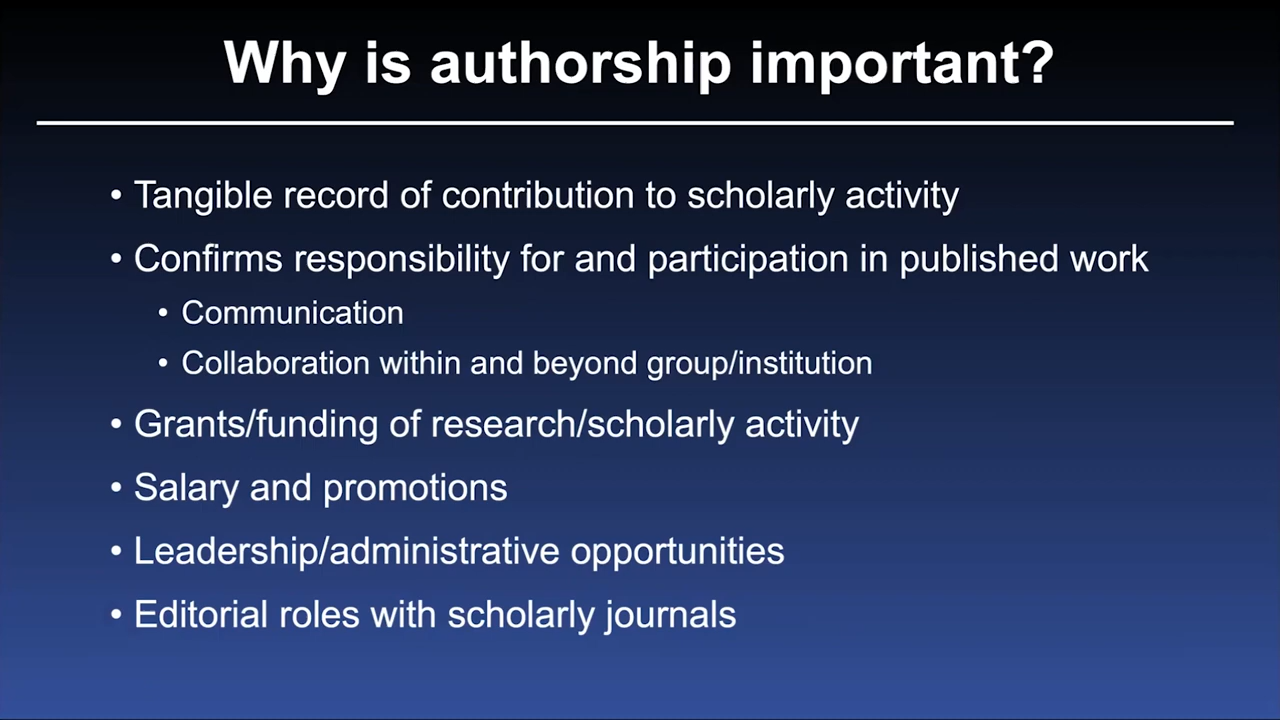 Why is authorship important?
• Tangible record of contribution to scholarly activity
• Confirms responsibility for and participation in published work
• Communication
• Collaboration within and beyond group/institution
• Grants/funding of research/scholarly activity
• Salary and promotions
• Leadership/administrative opportunities
• Editorial roles with scholarly journals